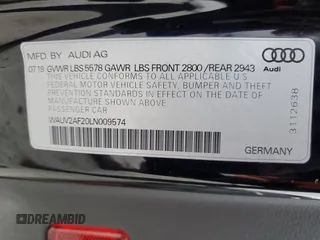 MFD. BY AUDI AG
07/19 GVWR LBS 5578 GAWR LBS FRONT 2800 /REAR 2943
THIS VEHICLE CONFORMS TO ALL APPLICABLE U.S
FEDERAL MOTOR VEHICLE SAFETY
BUMPER AND THEFT PREVENTION STANDARDS IN
EFFECT ON THE DATE OF MANUFACTURE SHOWN ABOVE
PASSENGER CAR
WAUV2AF20LN009574
GERMANY
Audi
3112638
DREAMBID